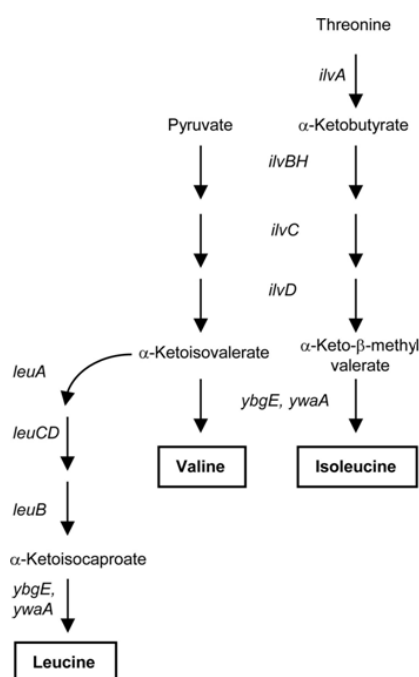 Threonine
ilvA
Pyruvate
α-Ketobutyrate
ilvBH
ilvC
ilvD
α-Ketoisovalerate
α-Keto-β-methyl
valerate
leuA
ybgE, ywaA
leuCD
Valine
Isoleucine
leuB
α-Ketoisocaproate
ybgE,
ywaA
Leucine